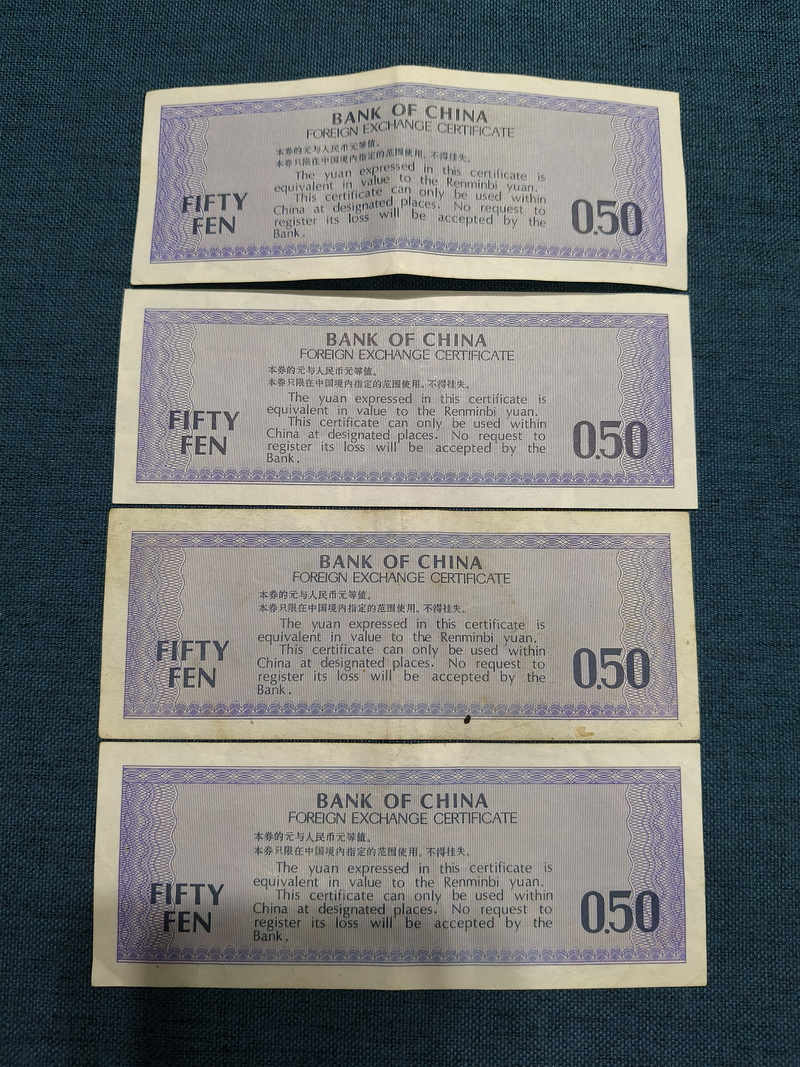 BANK OF CHINA
FOREIGN EXCHANGE CERTIFICATE
本券的元与人民币元等值。
本券只限在中国境内指定的范围使用。不得挂失。
The yuan expressed in this certificate is
equivalent in value to the Renminbi yuan.
This certificate can only be used within
China at designated places. No request to
register its loss will be accepted by the
Bank.
FIFTY
FEN
0.50
BANK OF CHINA
FOREIGN EXCHANGE CERTIFICATE
本券的元与人民币元等值。
本券只限在中国境内指定的范围使用。不得挂失。
The yuan expressed in this certificate is
equivalent in value to the Renminbi yuan.
This certificate can only be used within
China at designated places. No request to
register its loss will be accepted by the
Bank.
FIFTY
FEN
0.50
BANK OF CHINA
FOREIGN EXCHANGE CERTIFICATE
本券的元与人民币元等值。
本券只限在中国境内指定的范围使用。不得挂失。
The yuan expressed in this certificate is
equivalent in value to the Renminbi yuan.
This certificate can only be used within
China at designated places. No request to
register its loss will be accepted by the
Bank.
FIFTY
FEN
0.50
BANK OF CHINA
FOREIGN EXCHANGE CERTIFICATE
本券的元与人民币元等值。
本券只限在中国境内指定的范围使用。不得挂失。
The yuan expressed in this certificate is
equivalent in value to the Renminbi yuan.
This certificate can only be used within
China at designated places. No request to
register its loss will be accepted by the
Bank.
FIFTY
FEN
0.50